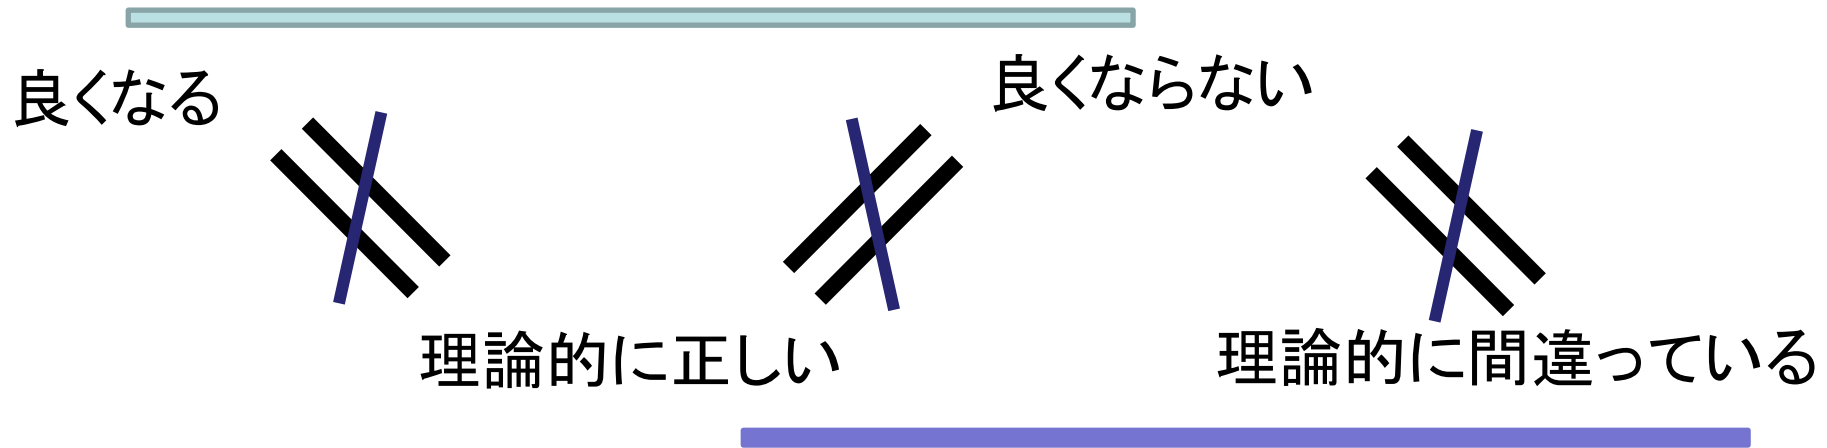 良くなる
良くならない
理論的に正しい
理論的に間違っている